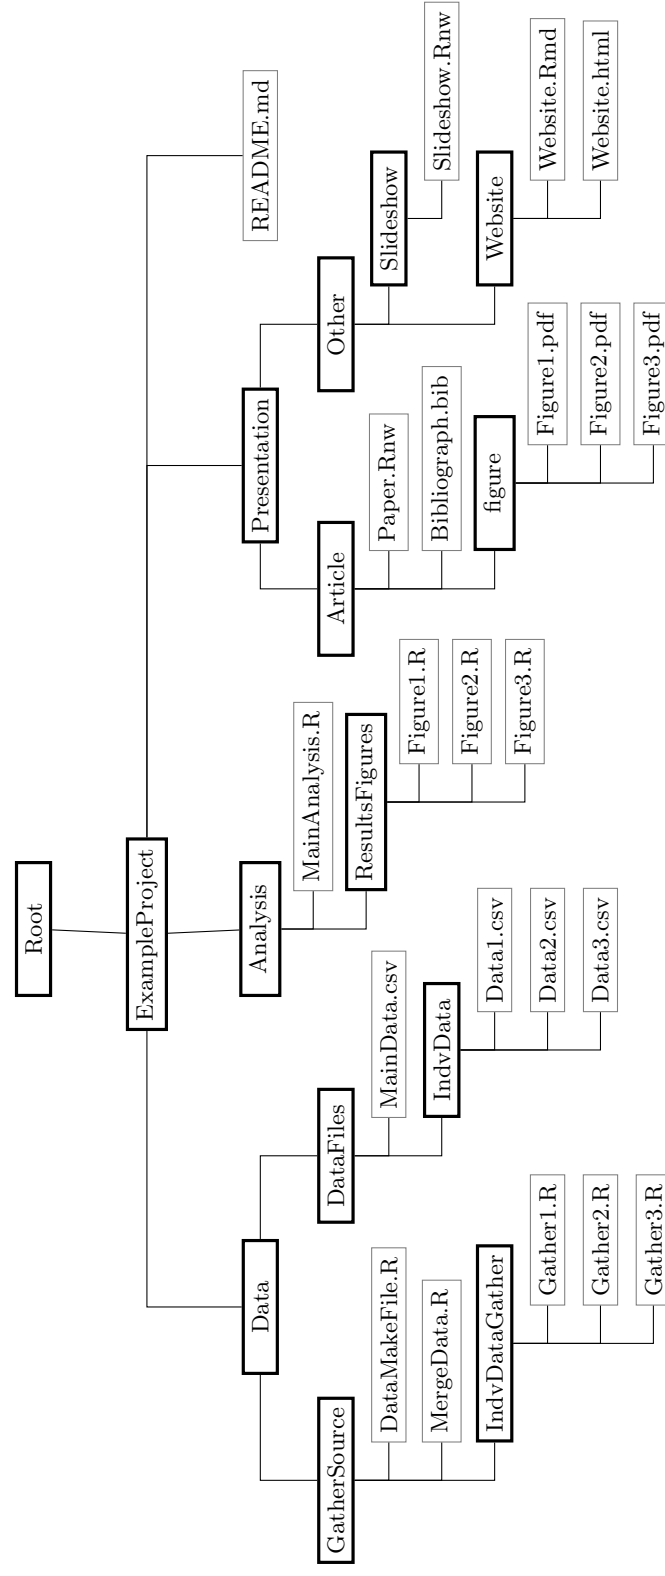 Root
ExampleProject
Data
GatherSource
DataMakeFile.R
MergeData.R
IndvDataGather
Gather1.R
Gather2.R
Gather3.R
DataFiles
MainData.csv
IndvData
Data1.csv
Data2.csv
Data3.csv
Analysis
MainAnalysis.R
ResultsFigures
Figure1.R
Figure2.R
Figure3.R
Presentation
Article
Paper.Rnw
Bibliograph.bib
figure
Figure1.pdf
Figure2.pdf
Figure3.pdf
Other
Slideshow
Slideshow.Rnw
Website
Website.Rmd
Website.html
README.md